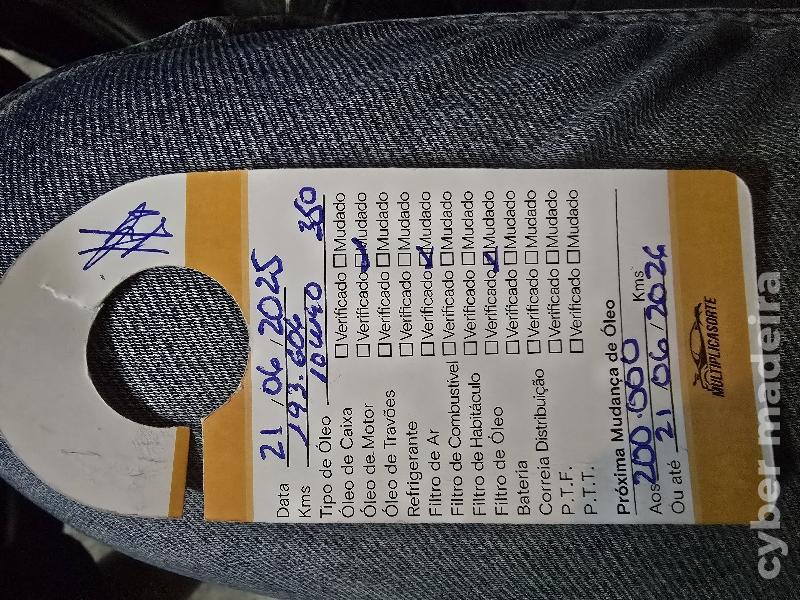 Data 21/06/2025
Kms 193.606
Tipo de Óleo 10W40 350
Óleo de Caixa ☐Verificado ☐Mudado
Óleo de Motor ☐Verificado ☑Mudado
Óleo de Travões ☐Verificado ☐Mudado
Refrigerante ☐Verificado ☐Mudado
Filtro de Ar ☐Verificado ☑Mudado
Filtro de Combustível ☐Verificado ☐Mudado
Filtro de Habitáculo ☐Verificado ☐Mudado
Filtro de Óleo ☐Verificado ☑Mudado
Bateria ☐Verificado ☐Mudado
Correia Distribuição ☐Verificado ☐Mudado
P.T.F. ☐Verificado ☐Mudado
P.T.T. ☐Verificado ☐Mudado
Próxima Mudança de Óleo
Aos 200.000 Kms
Ou até 21/06/2026
MULTIPLICASORTE
cyber madeira